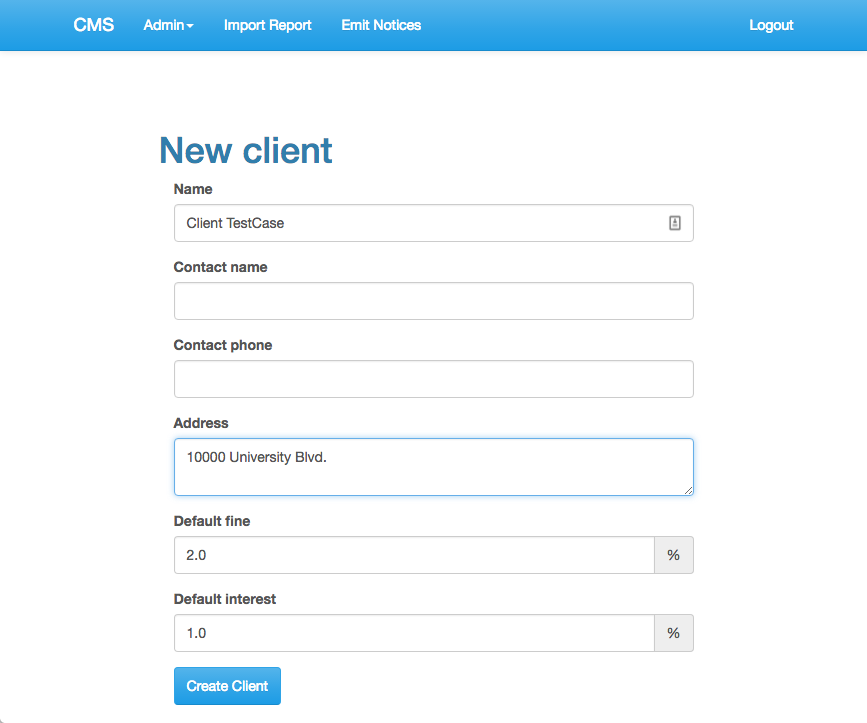 CMS Admin Import Report Emit Notices Logout
New client
Name
Client TestCase
Contact name
Contact phone
Address
10000 University Blvd.
Default fine
2.0 %
Default interest
1.0 %
Create Client